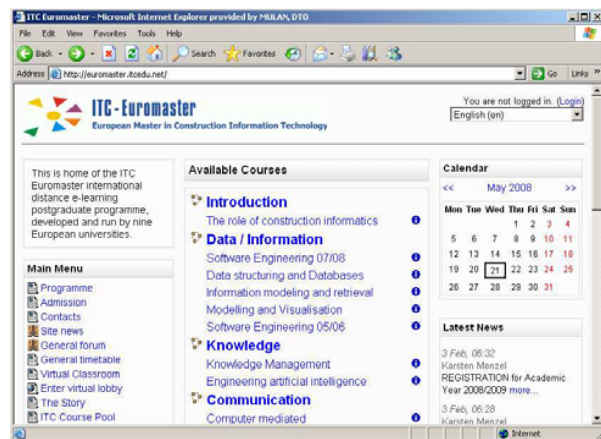 ITC Euromaster - Microsoft Internet Explorer provided by MULAN, DTO
File Edit View Favorites Tools Help
Back Search Favorites
Address http://euromaster.itcedu.net/ Go Links »
ITC-Euromaster
European Master in Construction Information Technology
You are not logged in. (Login)
English (en)
This is home of the ITC
Euromaster international
distance e-learning
postgraduate programme,
developed and run by nine
European universities.
Main Menu
Programme
Admission
Contacts
Site news
General forum
General timetable
Virtual Classroom
Enter virtual lobby
The Story
ITC Course Pool
Available Courses
Introduction
The role of construction informatics
Data / Information
Software Engineering 07/08
Data structuring and Databases
Information modeling and retrieval
Modelling and Visualisation
Software Engineering 05/06
Knowledge
Knowledge Management
Engineering artificial intelligence
Communication
Computer mediated
Calendar
<< May 2008 >>
Mon Tue Wed Thu Fri Sat Sun
1 2 3 4
5 6 7 8 9 10 11
12 13 14 15 16 17 18
19 20 21 22 23 24 25
26 27 28 29 30 31
Latest News
3 Feb, 06:32
Karsten Menzel
REGISTRATION for Academic
Year 2008/2009 more...
3 Feb, 06:28
Karsten Menzel
Internet